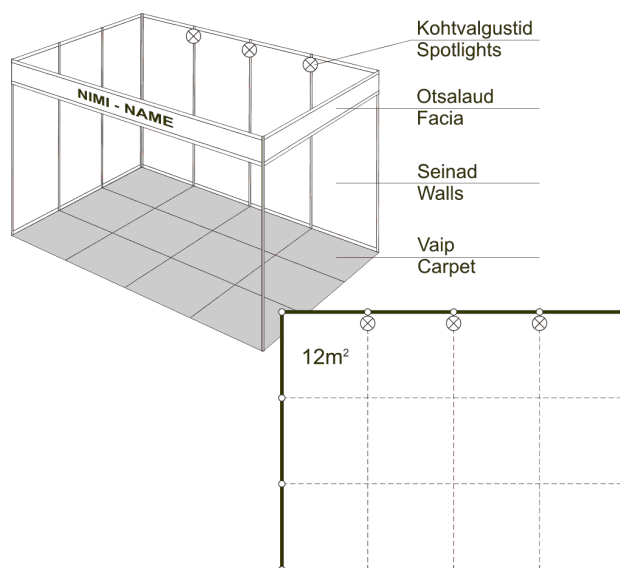 Kohtvalgustid
Spotlights
Otsalaud
Facia
NIMI - NAME
Seinad
Walls
Vaip
Carpet
12m²